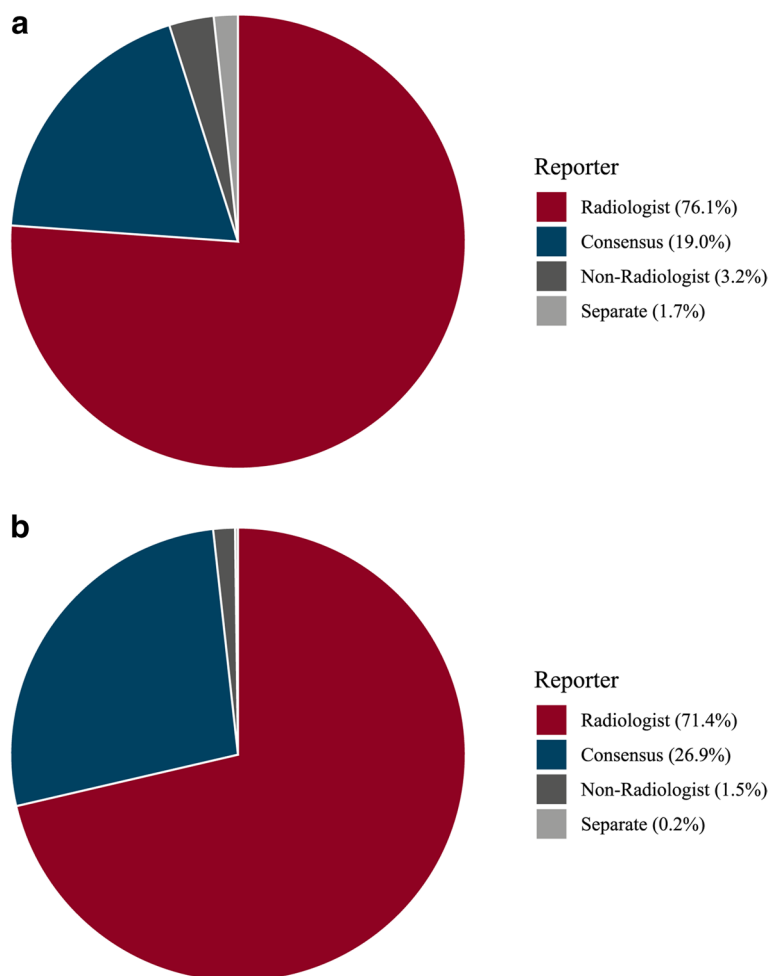 a
Reporter
Radiologist (76.1%)
Consensus (19.0%)
Non-Radiologist (3.2%)
Separate (1.7%)
b
Reporter
Radiologist (71.4%)
Consensus (26.9%)
Non-Radiologist (1.5%)
Separate (0.2%)